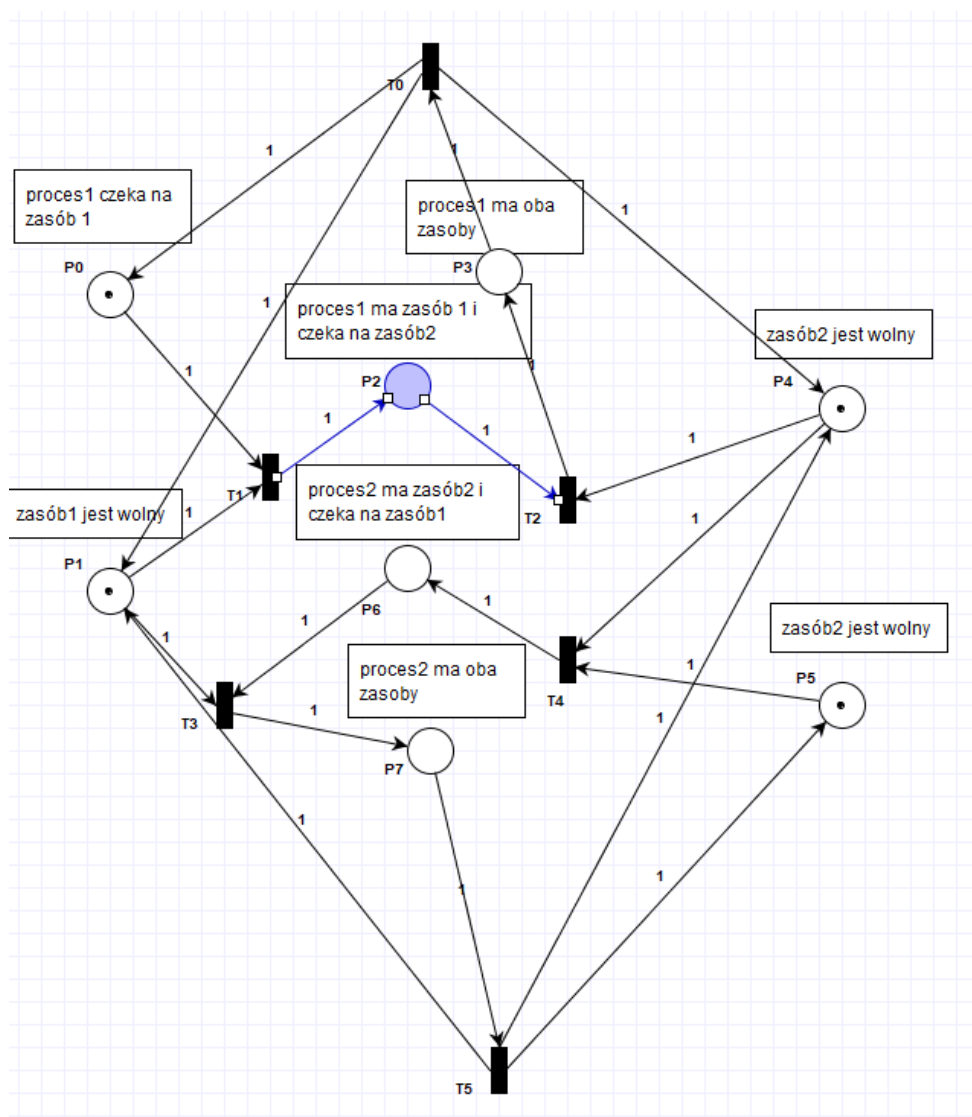 T0
1
1
proces1 czeka na
zasób 1
proces1 ma oba
zasoby
1
P0
P3
1
proces1 ma zasób 1 i
czeka na zasób2
zasób2 jest wolny
1
1
P2
P4
1
1
1
1
T1
proces2 ma zasób2 i
czeka na zasób1
zasób1 jest wolny
1
T2
1
P1
P6
1
1
zasób2 jest wolny
1
proces2 ma oba
zasoby
T4
1
P5
T3
1
1
P7
1
1
1
T5